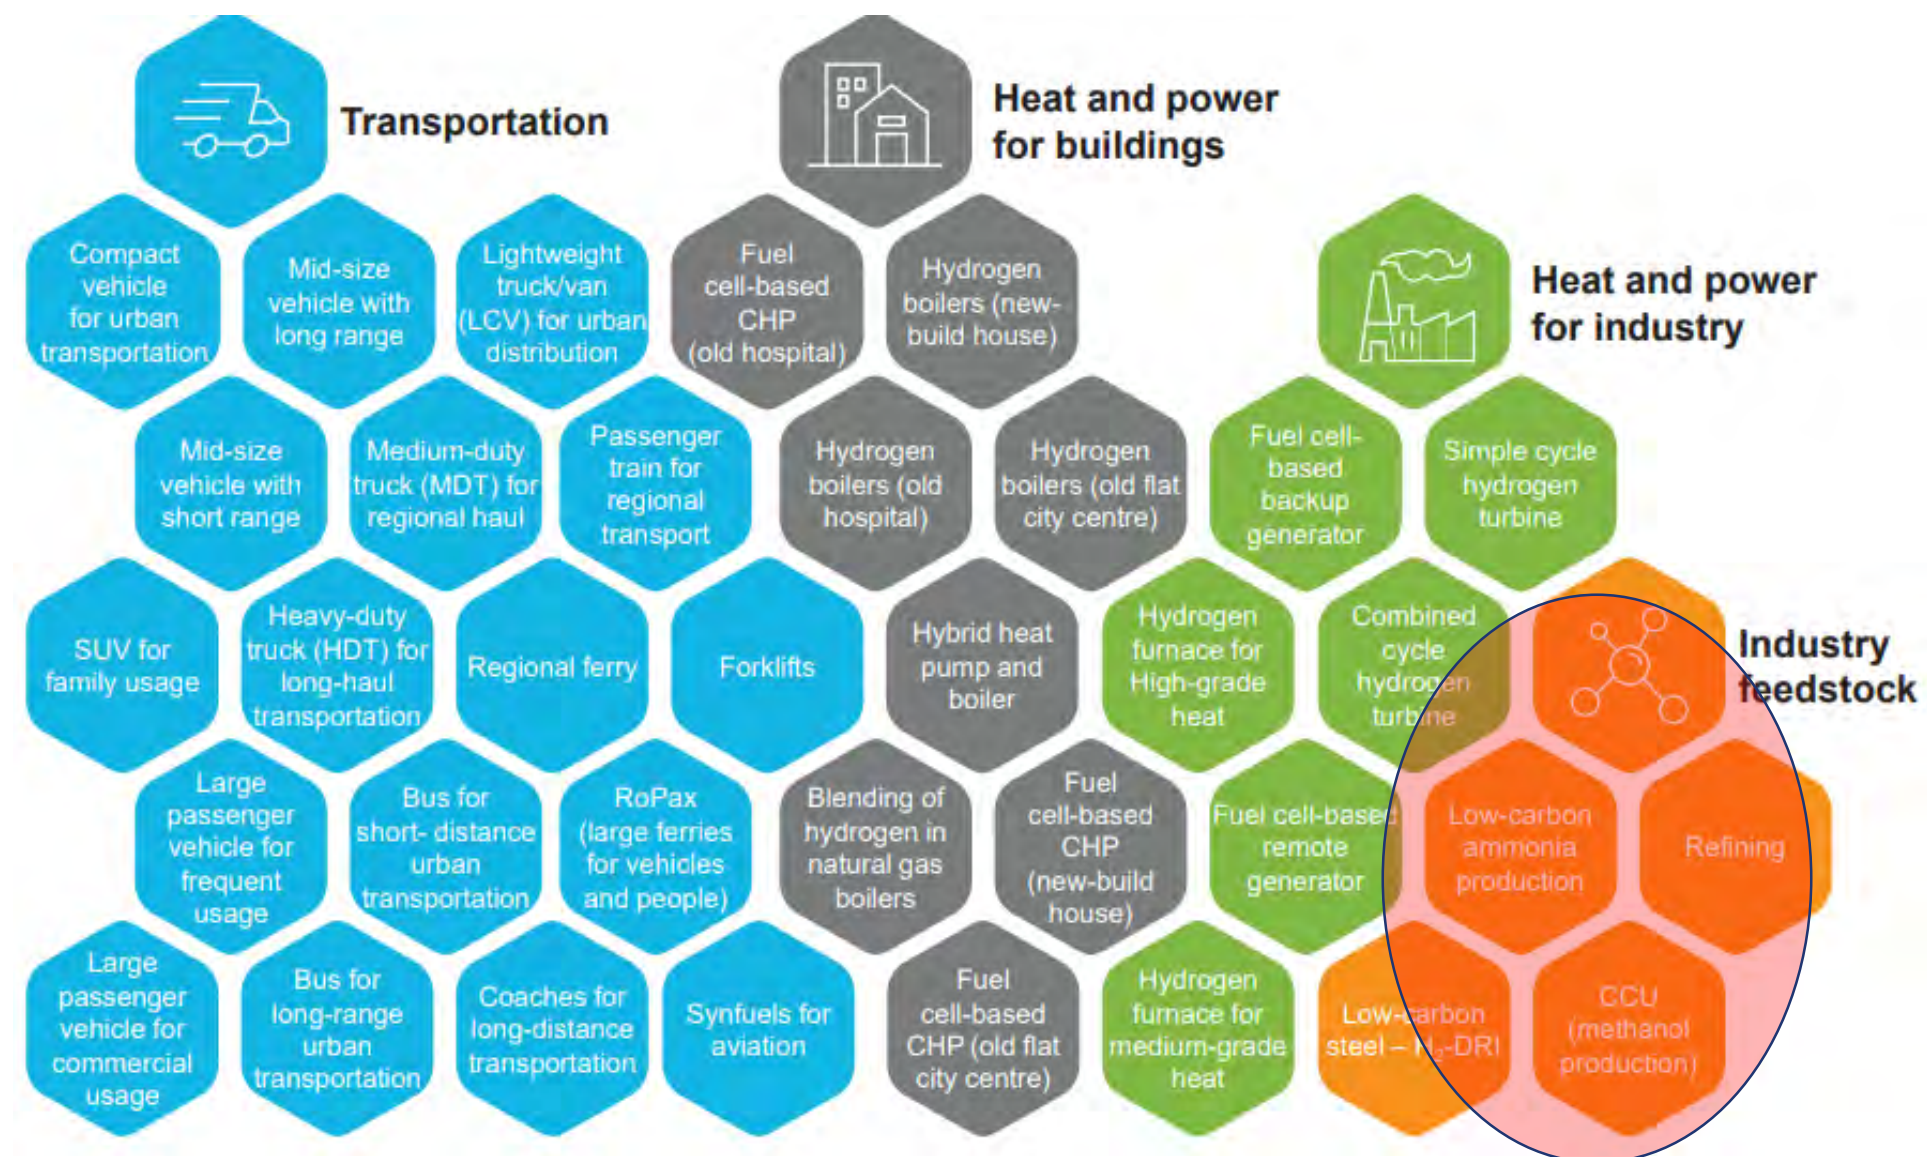 Transportation
Heat and power
for buildings
Heat and power
for industry
Industry
feedstock
Compact
vehicle
for urban
transportation
Mid-size
vehicle with
long range
Lightweight
truck/van
(LCV) for urban
distribution
Fuel
cell-based
CHP
(old hospital)
Hydrogen
boilers (new-
build house)
Mid-size
vehicle with
short range
Medium-duty
truck (MDT) for
regional haul
Passenger
train for
regional
transport
Hydrogen
boilers (old
hospital)
Hydrogen
boilers (old flat
city centre)
Fuel cell-
based
backup
generator
Simple cycle
hydrogen
turbine
SUV for
family usage
Heavy-duty
truck (HDT) for
long-haul
transportation
Regional ferry
Forklifts
Hybrid heat
pump and
boiler
Hydrogen
furnace for
High-grade
heat
Combined
cycle
hydrogen
turbine
Large
passenger
vehicle for
frequent
usage
Bus for
short- distance
urban
transportation
RoPax
(large ferries
for vehicles
and people)
Blending of
hydrogen in
natural gas
boilers
Fuel
cell-based
CHP
(new-build
house)
Fuel cell-based
remote
generator
Low-carbon
ammonia
production
Refining
Large
passenger
vehicle for
commercial
usage
Bus for
long-range
urban
transportation
Coaches for
long-distance
transportation
Synfuels for
aviation
Fuel
cell-based
CHP (old flat
city centre)
Hydrogen
furnace for
medium-grade
heat
Low-carbon
steel – H₂-DRI
CCU
(methanol
production)